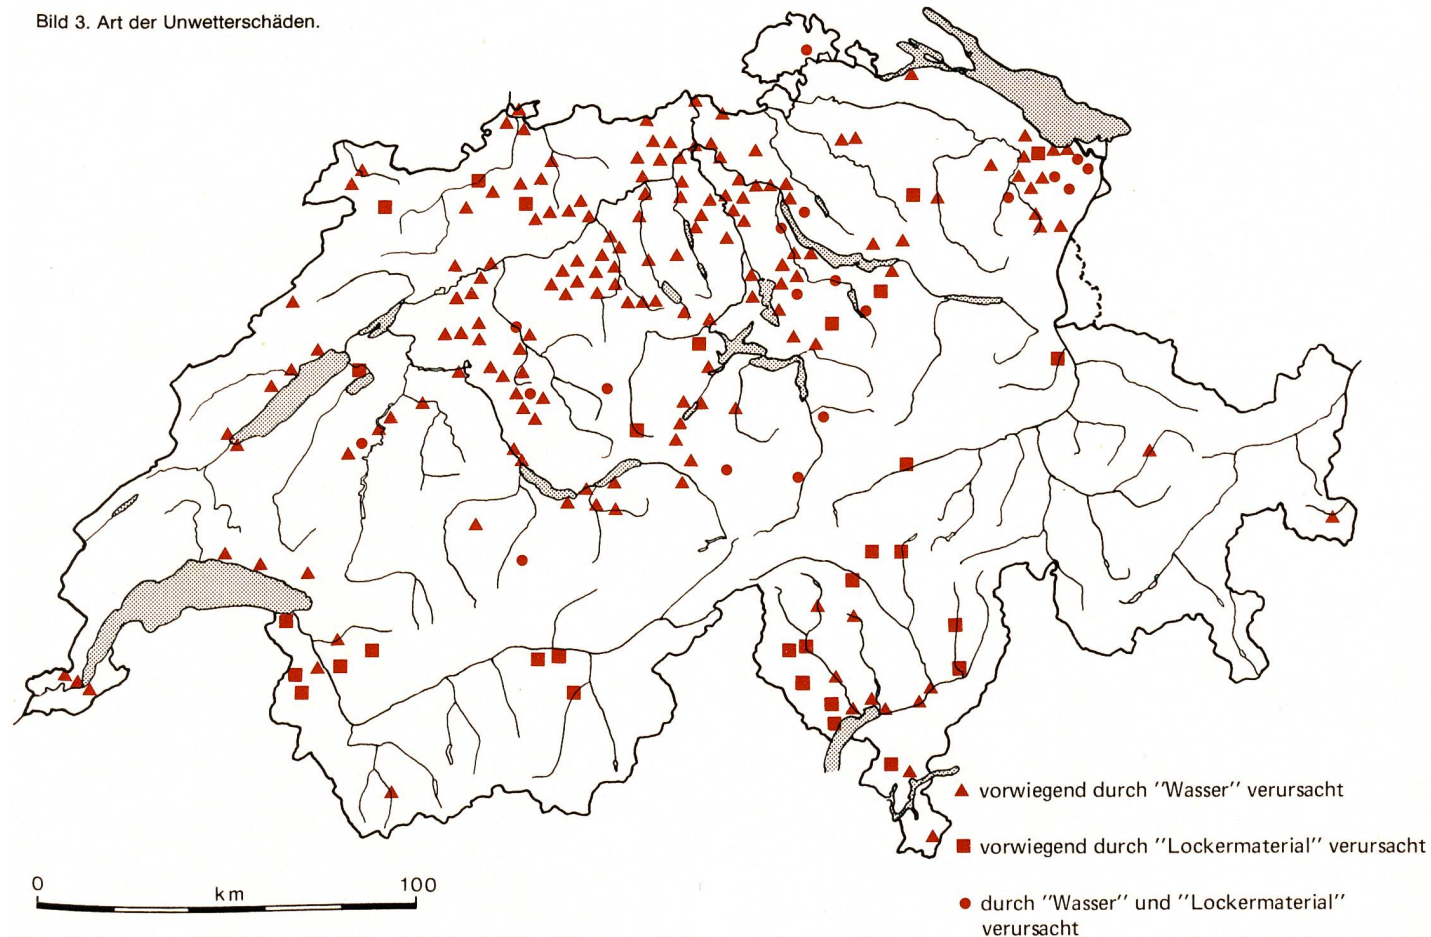 Bild 3. Art der Unwetterschäden.
vorwiegend durch ''Wasser'' verursacht
vorwiegend durch ''Lockermaterial'' verursacht
0 km 100
durch ''Wasser'' und ''Lockermaterial''
verursacht